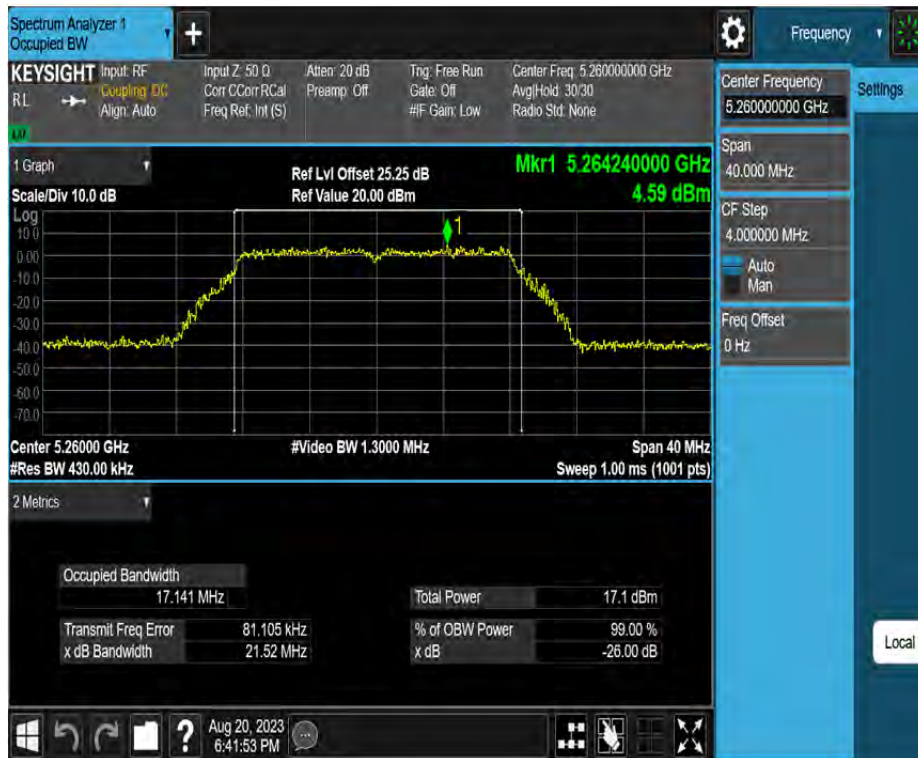 Spectrum Analyzer 1
Occupied BW
+
Frequency
KEYSIGHT
RL
Input: RF
Coupling: DC
Align: Auto
Input Z: 50 Ω
Corr CCorr RCal
Freq Ref: Int (S)
Atten: 20 dB
Preamp: Off
Trig: Free Run
Gate: Off
#IF Gain: Low
Center Freq: 5.260000000 GHz
Avg|Hold: 30/30
Radio Std: None
Center Frequency
5.260000000 GHz
Settings
Span
40.000 MHz
CF Step
4.000000 MHz
Auto
Man
Freq Offset
0 Hz
1 Graph
Scale/Div 10.0 dB
Ref Lvl Offset 25.25 dB
Ref Value 20.00 dBm
Mkr1 5.264240000 GHz
4.59 dBm
Log
10.0
0.00
-10.0
-20.0
-30.0
-40.0
-50.0
-60.0
-70.0
1
Center 5.26000 GHz
#Video BW 1.3000 MHz
Span 40 MHz
#Res BW 430.00 kHz
Sweep 1.00 ms (1001 pts)
2 Metrics
Occupied Bandwidth
17.141 MHz
Total Power 17.1 dBm
Transmit Freq Error 81.105 kHz
% of OBW Power 99.00 %
x dB Bandwidth 21.52 MHz
x dB -26.00 dB
Local
?
Aug 20, 2023
6:41:53 PM